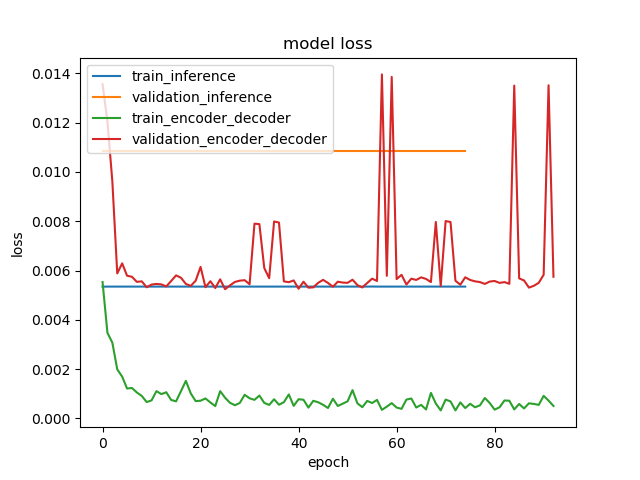 model loss
train_inference
validation_inference
train_encoder_decoder
validation_encoder_decoder
0.014
0.012
0.010
0.008
0.006
0.004
0.002
0.000
loss
0
20
40
60
80
epoch